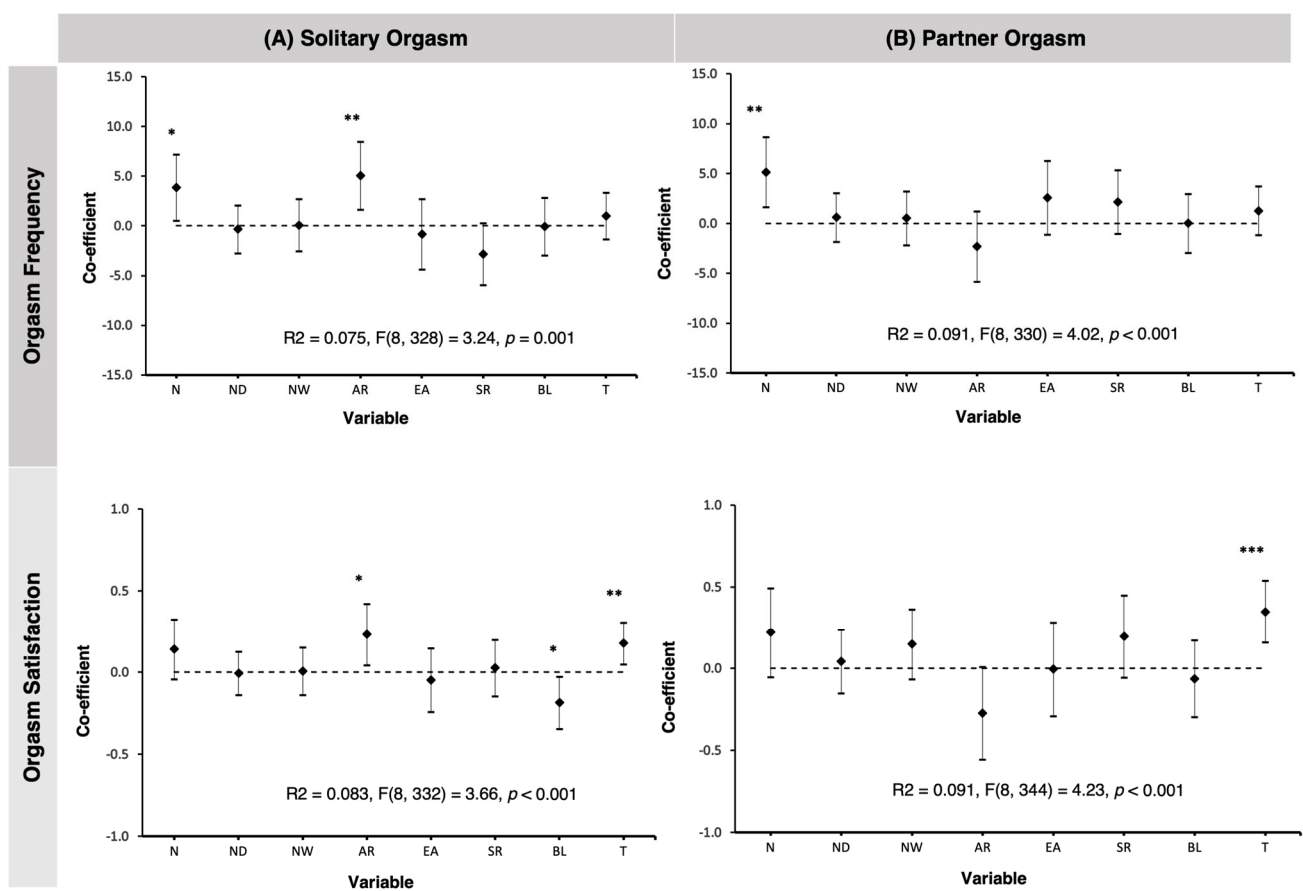 (A) Solitary Orgasm
(B) Partner Orgasm
Orgasm Frequency
15.0
10.0
5.0
0.0
-5.0
-10.0
-15.0
Co-efficient
*
**
R2 = 0.075, F(8, 328) = 3.24, p = 0.001
N ND NW AR EA SR BL T
Variable
15.0
10.0
5.0
0.0
-5.0
-10.0
-15.0
Co-efficient
**
R2 = 0.091, F(8, 330) = 4.02, p < 0.001
N ND NW AR EA SR BL T
Variable
Orgasm Satisfaction
1.0
0.5
0.0
-0.5
-1.0
Co-efficient
*
*
**
R2 = 0.083, F(8, 332) = 3.66, p < 0.001
N ND NW AR EA SR BL T
Variable
1.0
0.5
0.0
-0.5
-1.0
Co-efficient
***
R2 = 0.091, F(8, 344) = 4.23, p < 0.001
N ND NW AR EA SR BL T
Variable